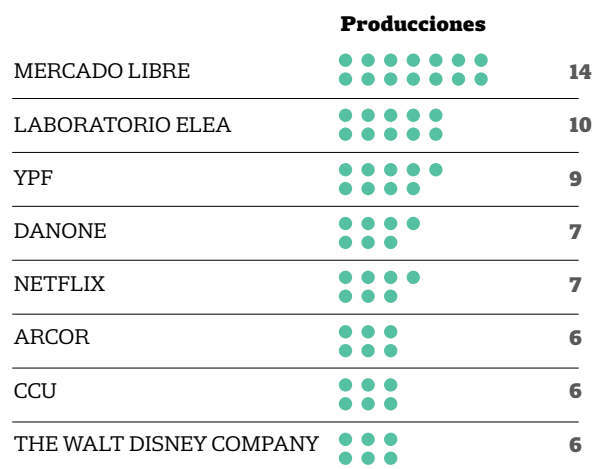 Producciones
MERCADO LIBRE 14
LABORATORIO ELEA 10
YPF 9
DANONE 7
NETFLIX 7
ARCOR 6
CCU 6
THE WALT DISNEY COMPANY 6